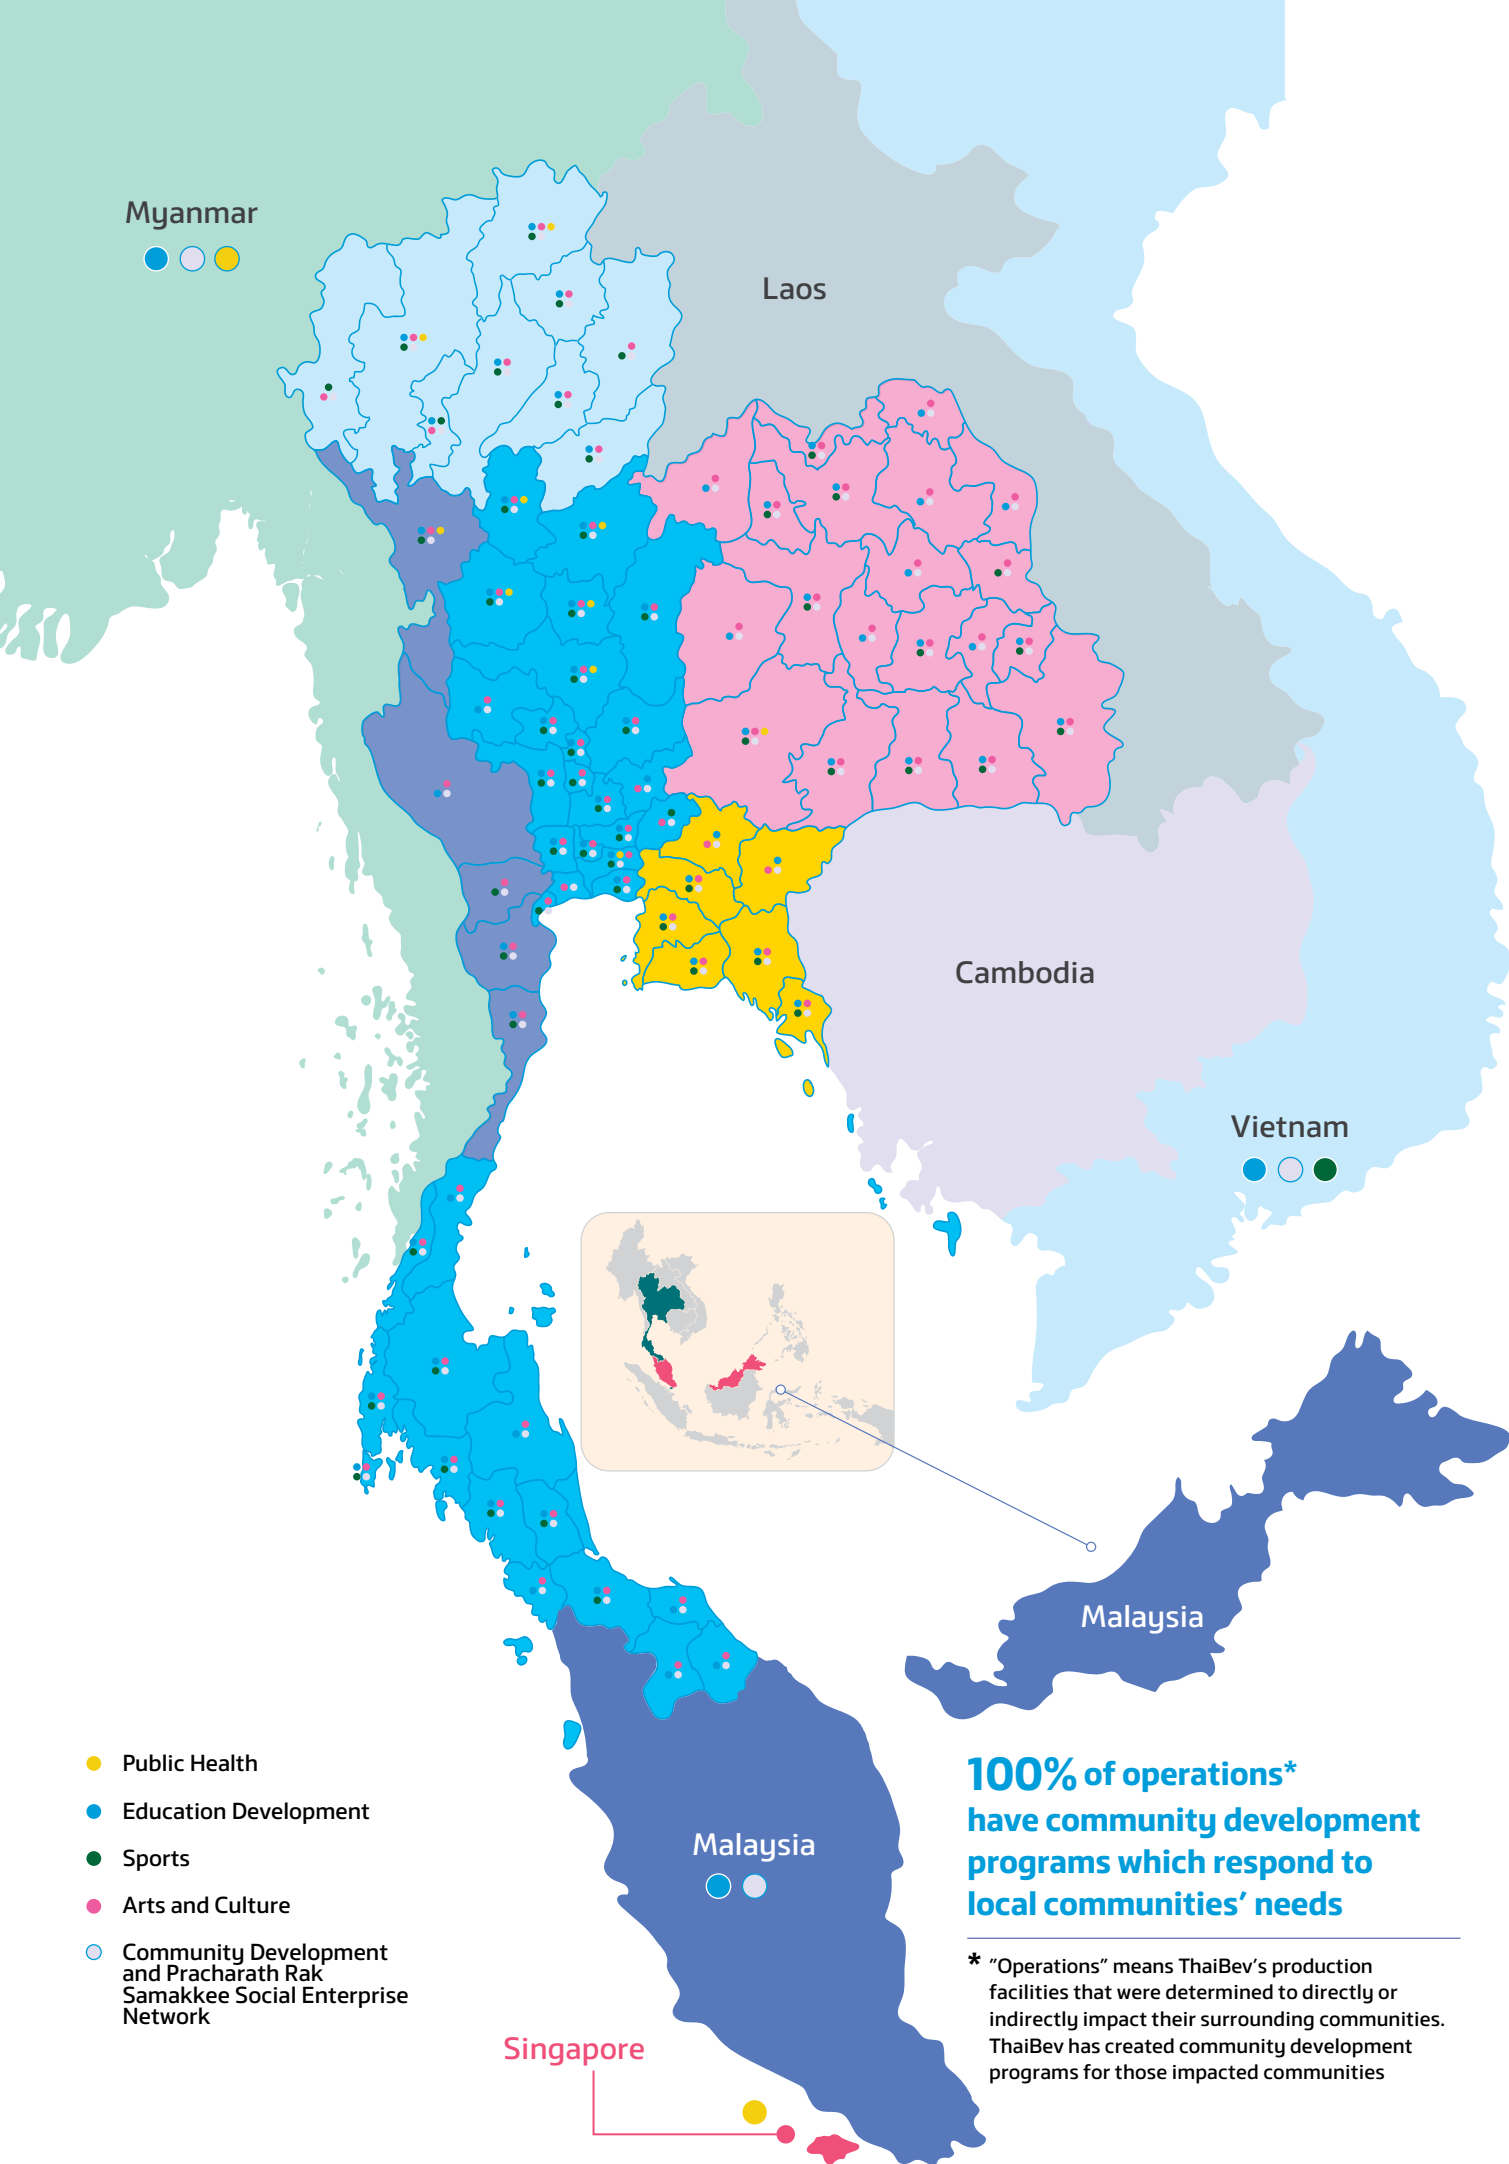 Myanmar
Laos
Cambodia
Vietnam
Malaysia
Public Health
Education Development
Sports
Arts and Culture
Community Development
and Pracharath Rak
Samakkee Social Enterprise
Network
Malaysia
Singapore
100% of operations*
have community development
programs which respond to
local communities’ needs
* ”Operations” means ThaiBev’s production
facilities that were determined to directly or
indirectly impact their surrounding communities.
ThaiBev has created community development
programs for those impacted communities